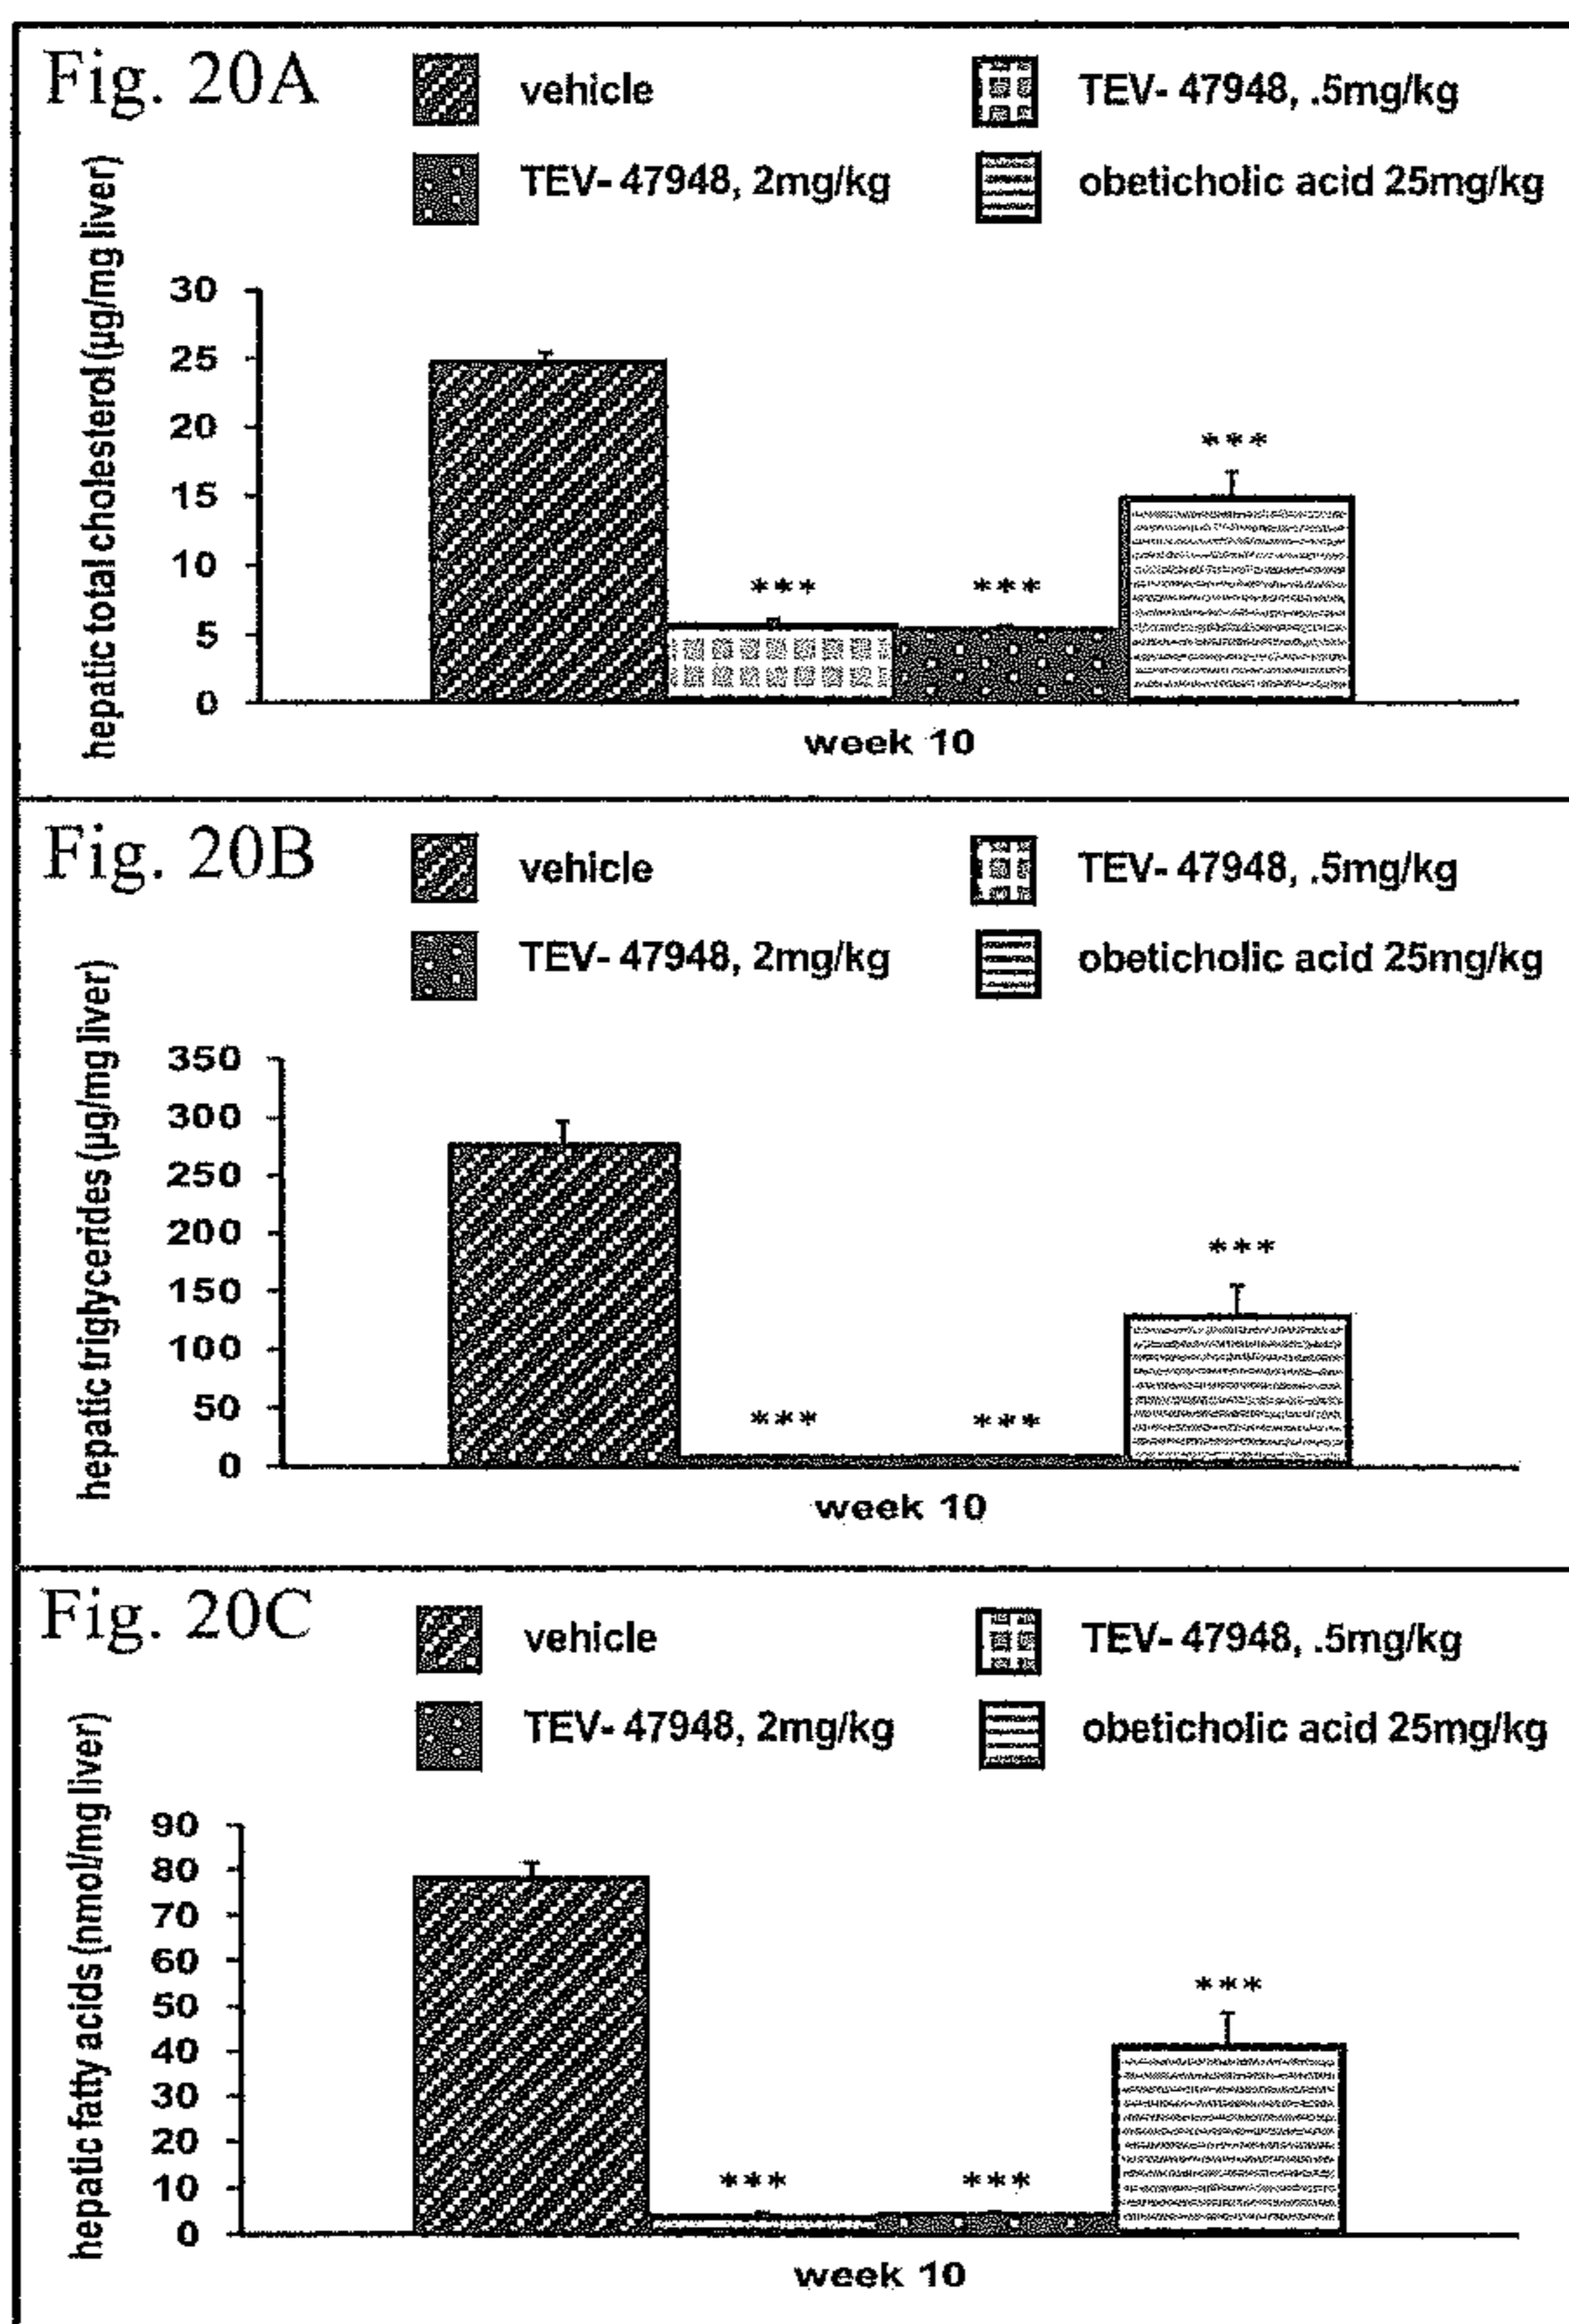 Fig. 20A
vehicle
TEV- 47948, .5mg/kg
TEV- 47948, 2mg/kg
obeticholic acid 25mg/kg
hepatic total cholesterol (µg/mg liver)
30
25
20
15
10
5
0
***
***
***
week 10
Fig. 20B
vehicle
TEV- 47948, .5mg/kg
TEV- 47948, 2mg/kg
obeticholic acid 25mg/kg
hepatic triglycerides (µg/mg liver)
350
300
250
200
150
100
50
0
***
***
***
week 10
Fig. 20C
vehicle
TEV- 47948, .5mg/kg
TEV- 47948, 2mg/kg
obeticholic acid 25mg/kg
hepatic fatty acids (nmol/mg liver)
90
80
70
60
50
40
30
20
10
0
***
***
***
week 10